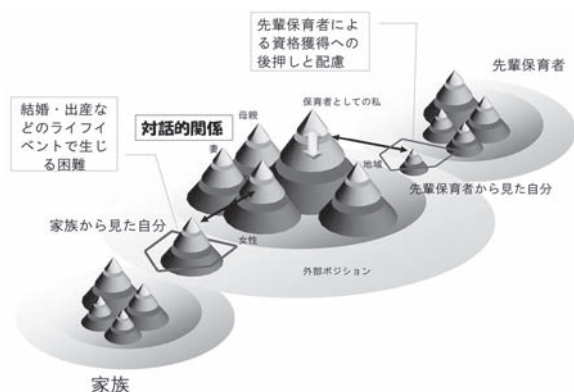 先輩保育者によ
る資格獲得への
後押しと配慮
先輩保育者
結婚・出産な
どのライフイ
ベントで生じ
る困難
対話的関係
母親
保育者としての私
妻
地域
先輩保育者から見た自分
家族から見た自分
女性
外部ポジション
家族